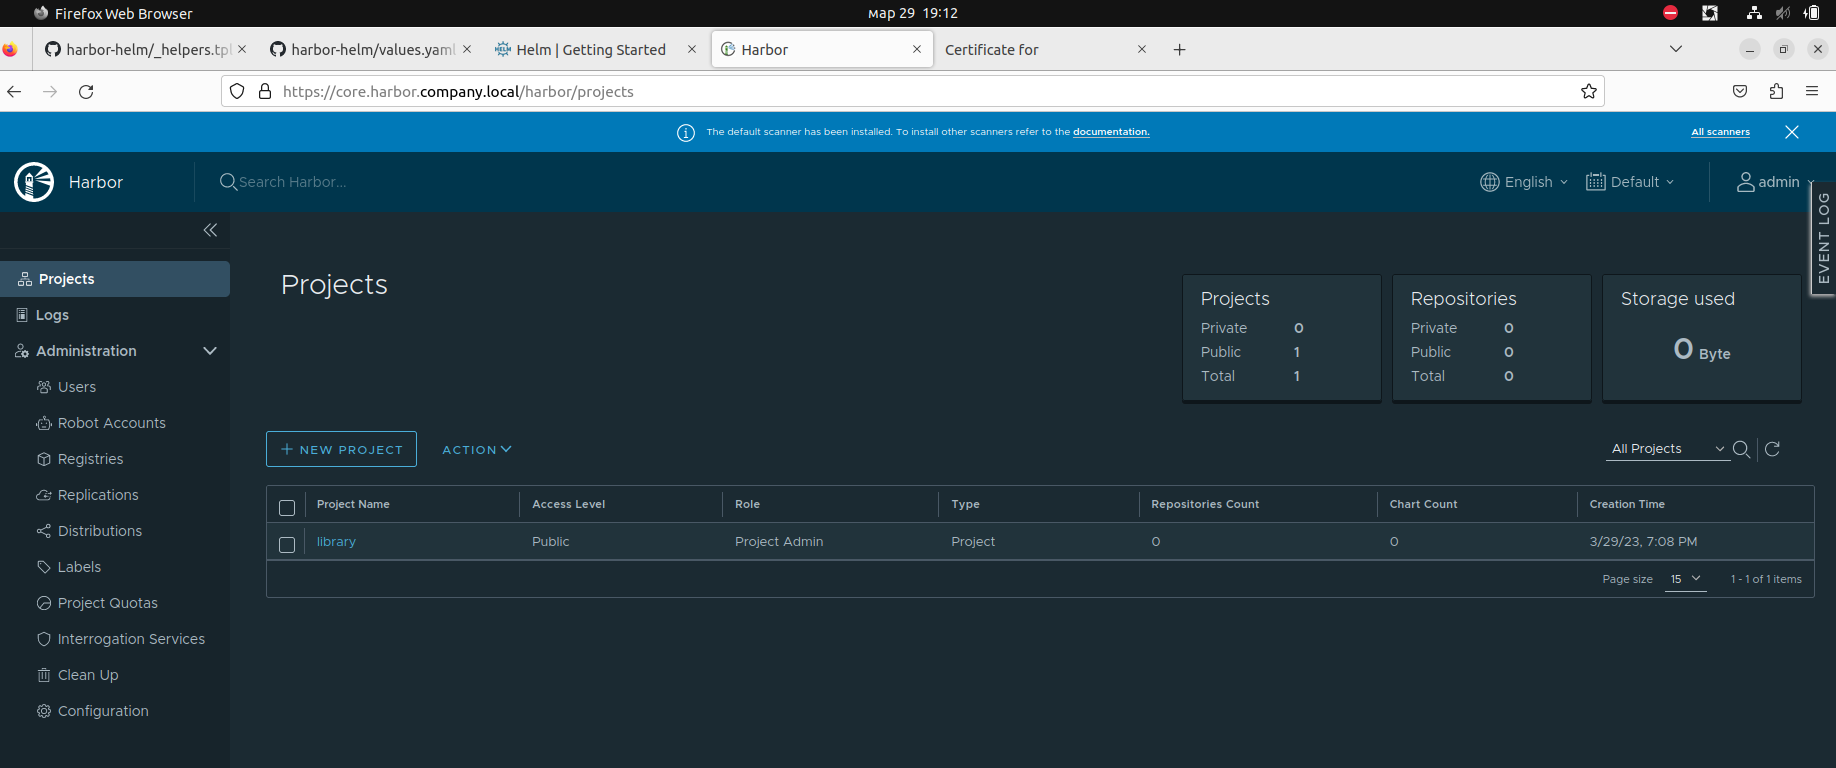 Firefox Web Browser
мар 29 19:12
harbor-helm/_helpers.tpl
harbor-helm/values.yaml
Helm | Getting Started
Harbor
Certificate for
https://core.harbor.company.local/harbor/projects
The default scanner has been installed. To install other scanners refer to the documentation.
All scanners
Harbor
Search Harbor...
English
Default
admin
EVENT LOG
Projects
Logs
Administration
Users
Robot Accounts
Registries
Replications
Distributions
Labels
Project Quotas
Interrogation Services
Clean Up
Configuration
Projects
Projects
Private 0
Public 1
Total 1
Repositories
Private 0
Public 0
Total 0
Storage used
0 Byte
+ NEW PROJECT
ACTION
All Projects
Project Name Access Level Role Type Repositories Count Chart Count Creation Time
library Public Project Admin Project 0 0 3/29/23, 7:08 PM
Page size 15 1 - 1 of 1 items